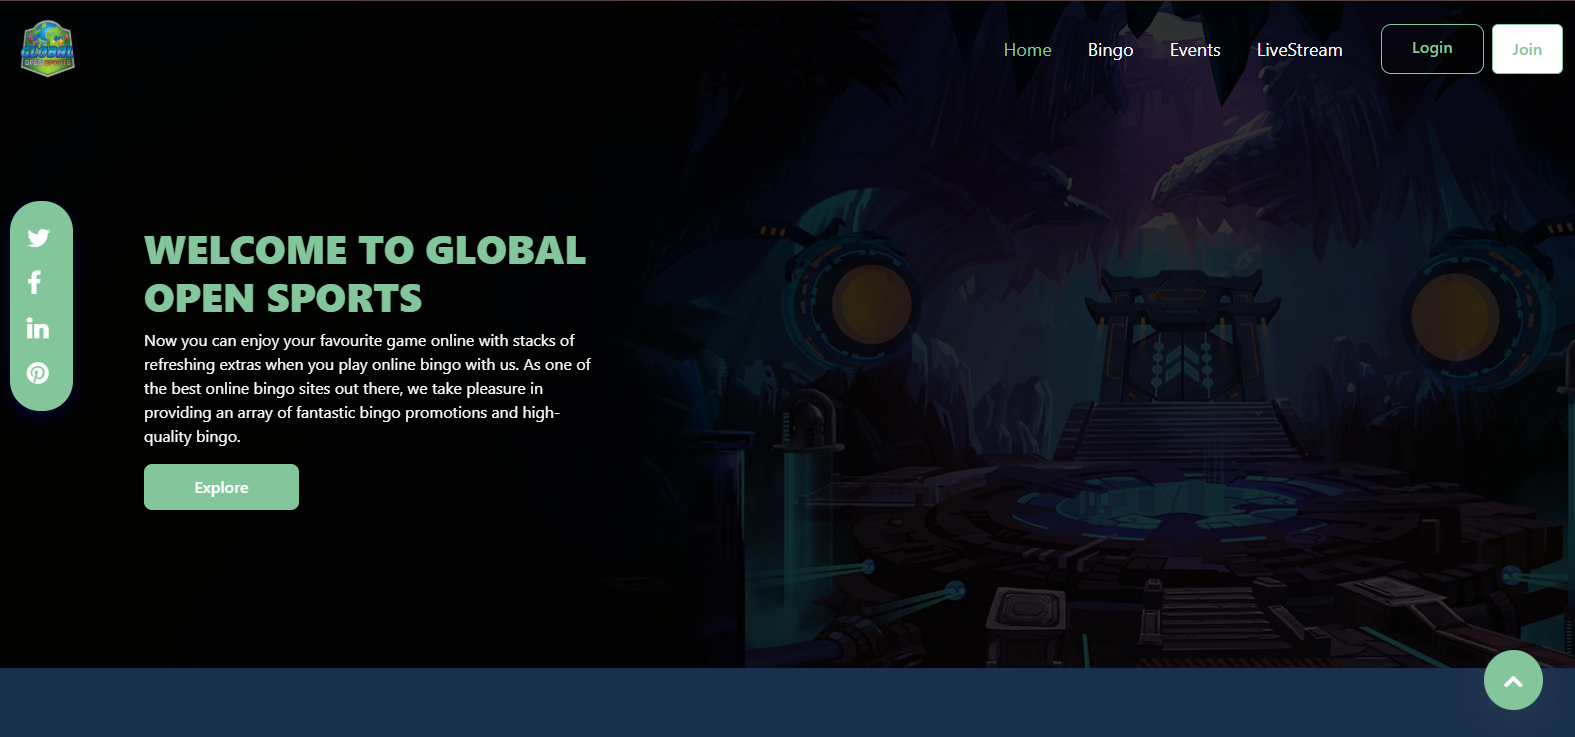 GLOBAL
OPEN SPORTS
Home Bingo Events LiveStream Login Join
WELCOME TO GLOBAL
OPEN SPORTS
Now you can enjoy your favourite game online with stacks of
refreshing extras when you play online bingo with us. As one of
the best online bingo sites out there, we take pleasure in
providing an array of fantastic bingo promotions and high-
quality bingo.
Explore